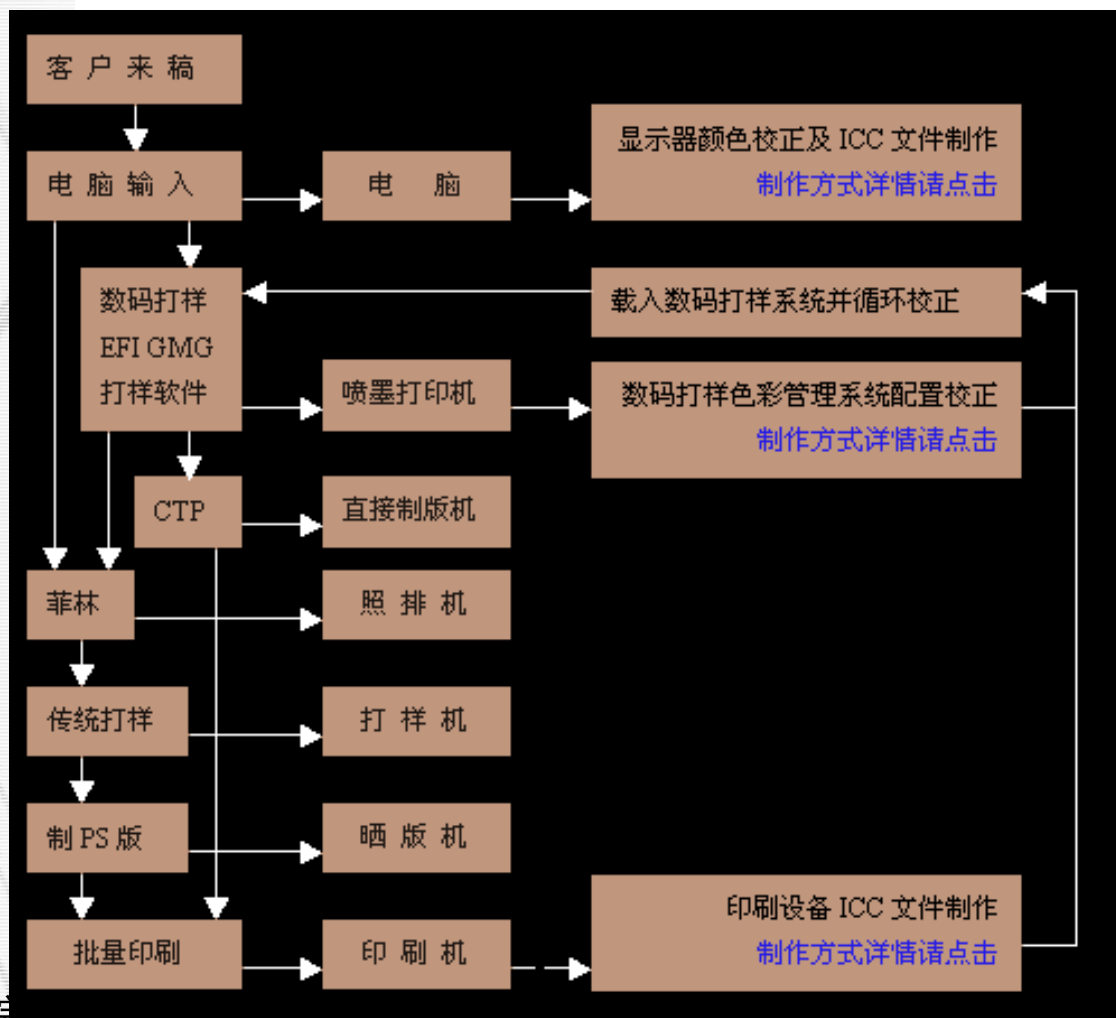 客户来稿
电脑输入
电脑
显示器颜色校正及 ICC 文件制作
制作方式详情请点击
数码打样
EFI GMG
打样软件
载入数码打样系统并循环校正
喷墨打印机
数码打样色彩管理系统配置校正
制作方式详情请点击
CTP
直接制版机
菲林
照排机
传统打样
打样机
制 PS 版
晒版机
批量印刷
印刷机
印刷设备 ICC 文件制作
制作方式详情请点击